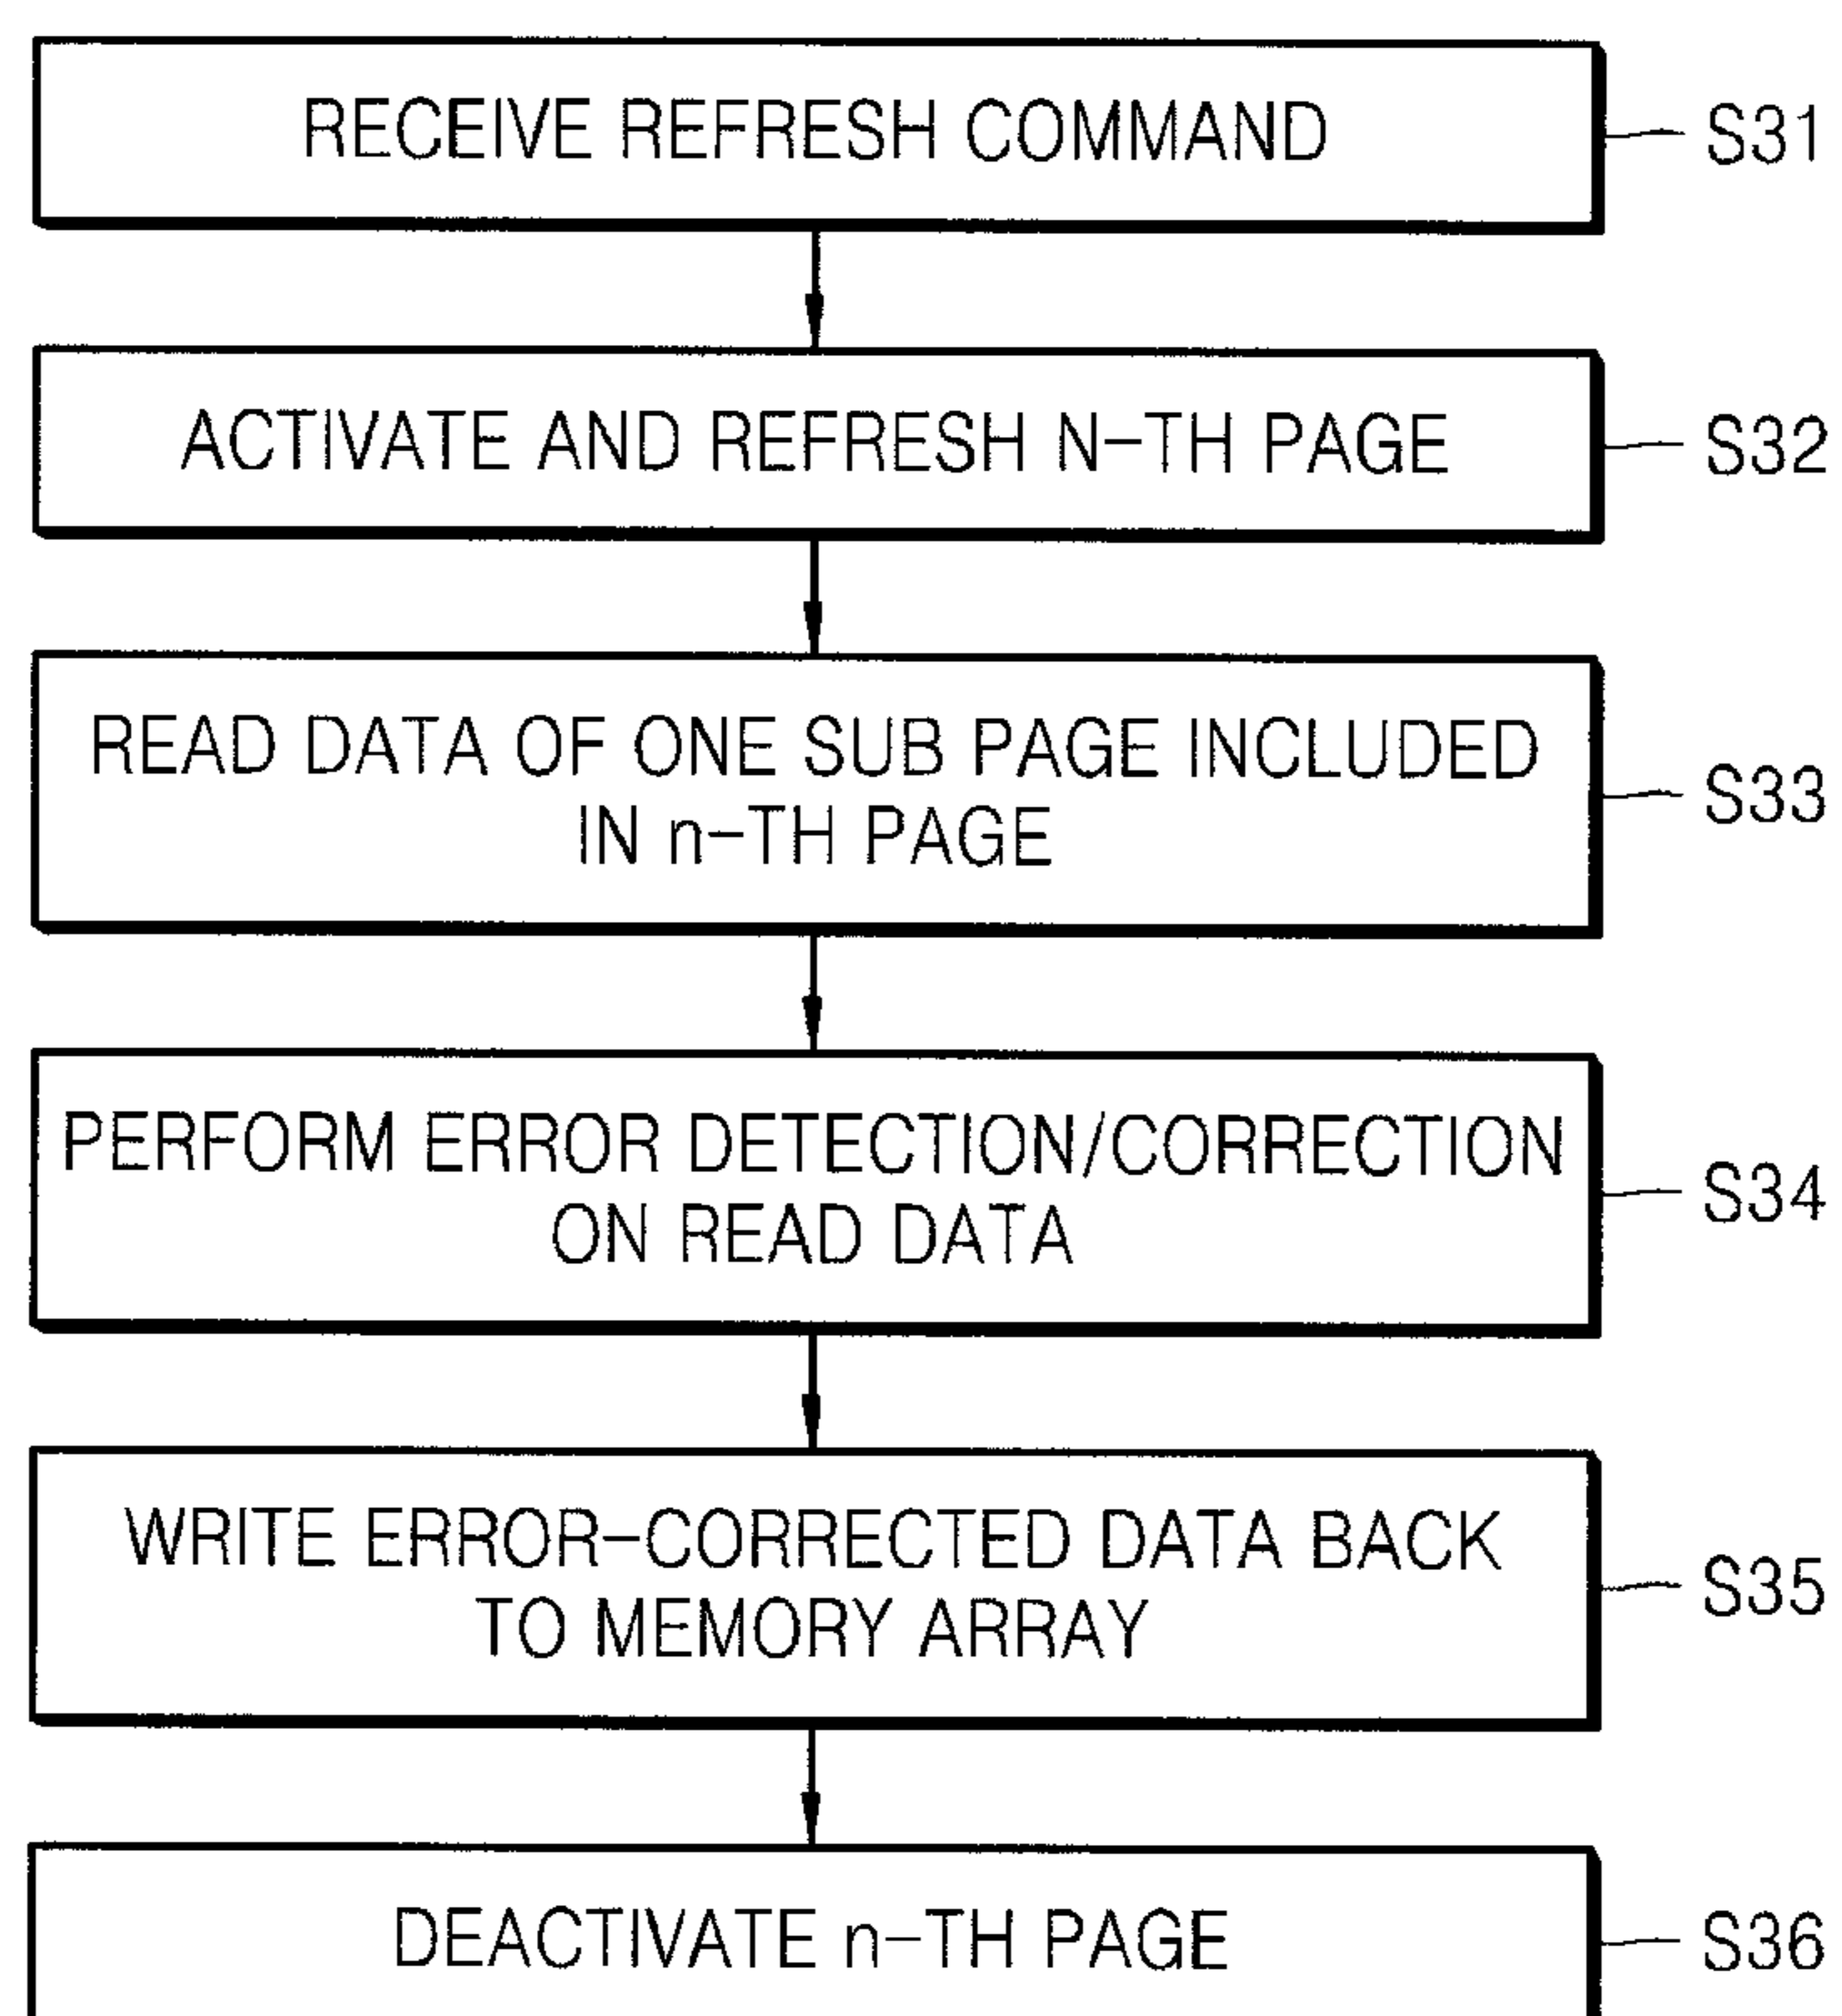 RECEIVE REFRESH COMMAND
S31
ACTIVATE AND REFRESH N-TH PAGE
S32
READ DATA OF ONE SUB PAGE INCLUDED
IN n-TH PAGE
S33
PERFORM ERROR DETECTION/CORRECTION
ON READ DATA
S34
WRITE ERROR-CORRECTED DATA BACK
TO MEMORY ARRAY
S35
DEACTIVATE n-TH PAGE
S36